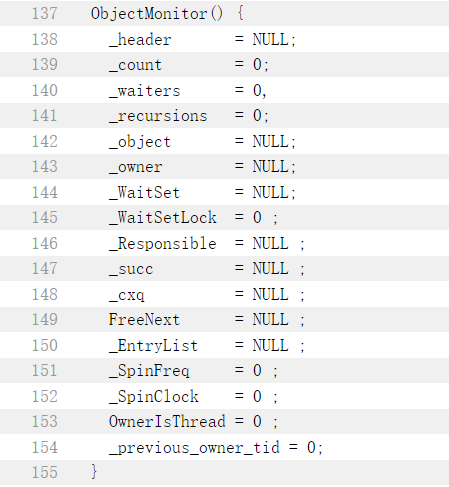 137 ObjectMonitor() {
138 _header = NULL;
139 _count = 0;
140 _waiters = 0,
141 _recursions = 0;
142 _object = NULL;
143 _owner = NULL;
144 _WaitSet = NULL;
145 _WaitSetLock = 0 ;
146 _Responsible = NULL ;
147 _succ = NULL ;
148 _cxq = NULL ;
149 FreeNext = NULL ;
150 _EntryList = NULL ;
151 _SpinFreq = 0 ;
152 _SpinClock = 0 ;
153 OwnerIsThread = 0 ;
154 _previous_owner_tid = 0;
155 }